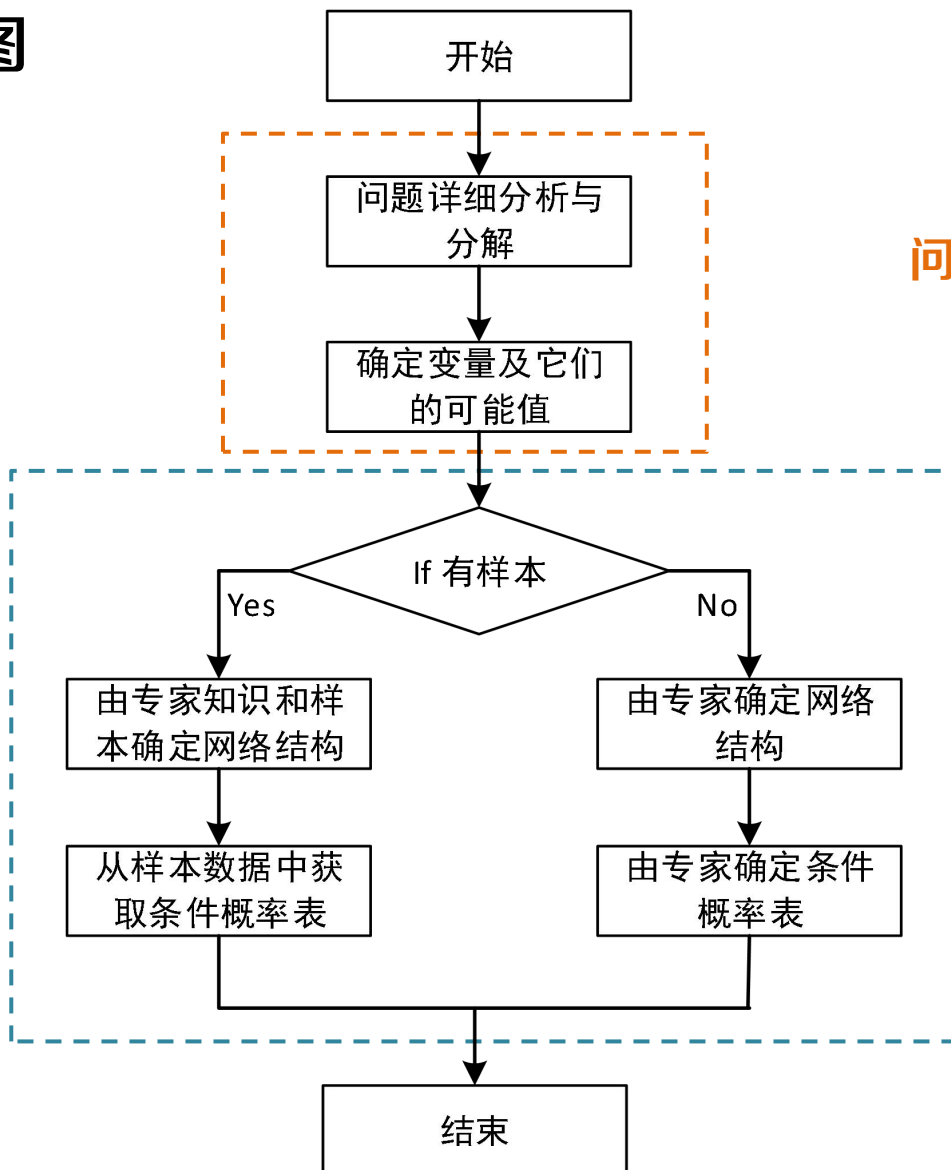 图
开始
问题详细分析与
分解
问
确定变量及它们
的可能值
If 有样本
Yes
No
由专家知识和样
本确定网络结构
由专家确定网络
结构
从样本数据中获
取条件概率表
由专家确定条件
概率表
结束